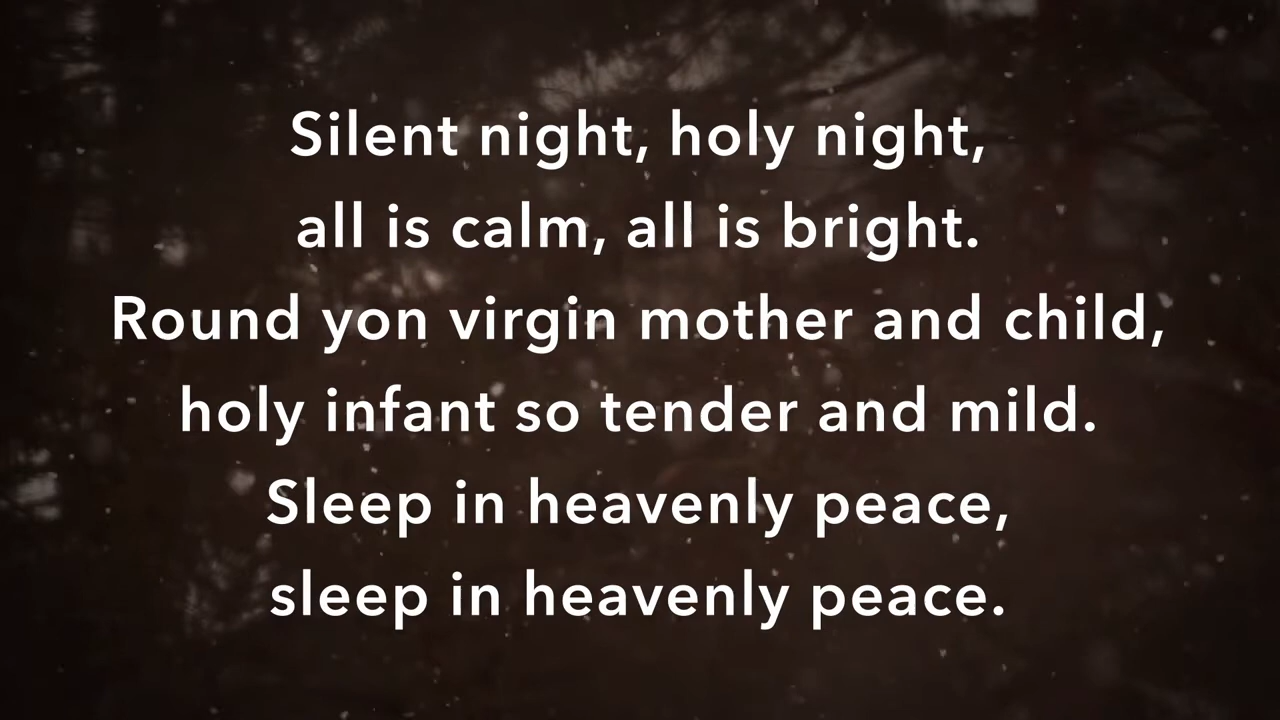 Silent night, holy night,
all is calm, all is bright.
Round yon virgin mother and child,
holy infant so tender and mild.
Sleep in heavenly peace,
sleep in heavenly peace.